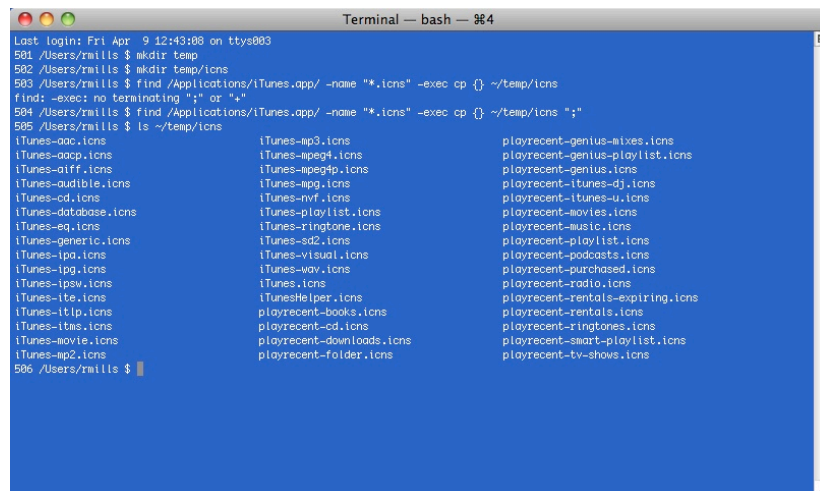 Terminal — bash — ⌘4
Last login: Fri Apr 9 12:43:08 on ttys003
501 /Users/rmills $ mkdir temp
502 /Users/rmills $ mkdir temp/icns
503 /Users/rmills $ find /Applications/iTunes.app/ -name "*.icns" -exec cp {} ~/temp/icns
find: -exec: no terminating ";" or "+"
504 /Users/rmills $ find /Applications/iTunes.app/ -name "*.icns" -exec cp {} ~/temp/icns ";"
505 /Users/rmills $ ls ~/temp/icns
iTunes-aac.icns iTunes-mp3.icns playrecent-genius-mixes.icns
iTunes-aacp.icns iTunes-mpeg4.icns playrecent-genius-playlist.icns
iTunes-aiff.icns iTunes-mpeg4p.icns playrecent-genius.icns
iTunes-audible.icns iTunes-mpg.icns playrecent-itunes-dj.icns
iTunes-cd.icns iTunes-nvf.icns playrecent-itunes-u.icns
iTunes-database.icns iTunes-playlist.icns playrecent-movies.icns
iTunes-eq.icns iTunes-ringtone.icns playrecent-music.icns
iTunes-generic.icns iTunes-sd2.icns playrecent-playlist.icns
iTunes-ipa.icns iTunes-visual.icns playrecent-podcasts.icns
iTunes-ipg.icns iTunes-wav.icns playrecent-purchased.icns
iTunes-ipsw.icns iTunes.icns playrecent-radio.icns
iTunes-ite.icns iTunesHelper.icns playrecent-rentals-expiring.icns
iTunes-itlp.icns playrecent-books.icns playrecent-rentals.icns
iTunes-itms.icns playrecent-cd.icns playrecent-ringtones.icns
iTunes-movie.icns playrecent-downloads.icns playrecent-smart-playlist.icns
iTunes-mp2.icns playrecent-folder.icns playrecent-tv-shows.icns
506 /Users/rmills $